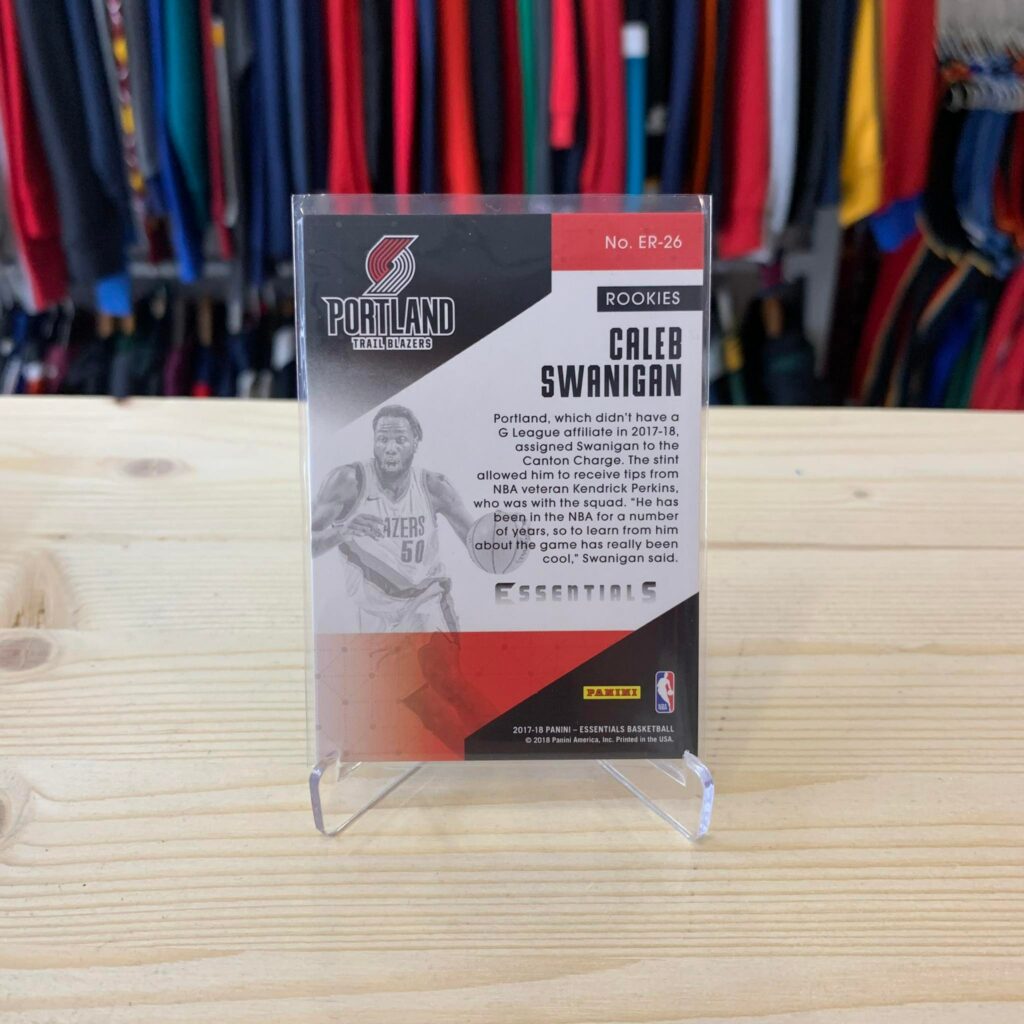 No. ER-26
PORTLAND
TRAIL BLAZERS
ROOKIES
CALEB
SWANIGAN
Portland, which didn't have a
G League affiliate in 2017-18,
assigned Swanigan to the
Canton Charge. The stint
allowed him to receive tips from
NBA veteran Kendrick Perkins,
who was with the squad. “He has
been in the NBA for a number
of years, so to learn from him
about the game has really been
cool,” Swanigan said.
AZERS
50
ESSENTIALS
PANINI
NBA
2017-18 PANINI – ESSENTIALS BASKETBALL
© 2018 Panini America, Inc. Printed in the USA.